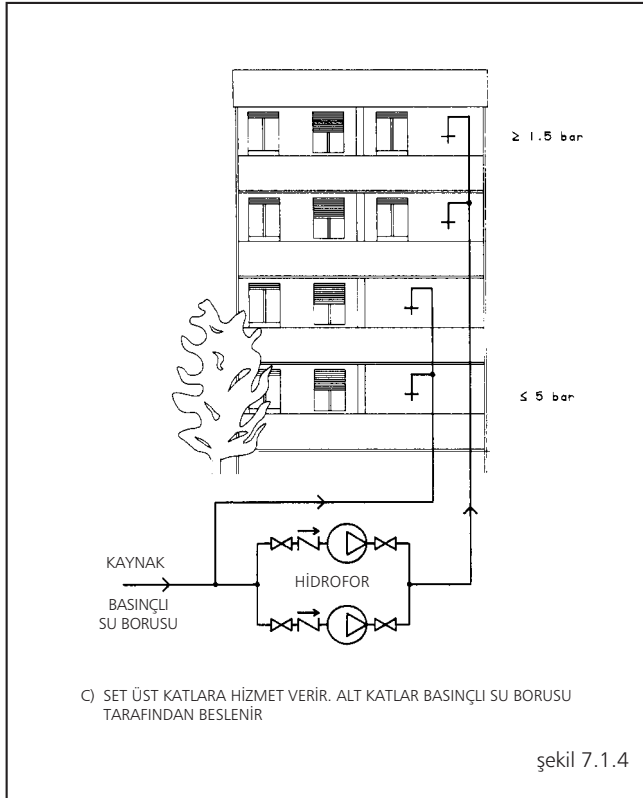 ≥ 1.5 bar
≤ 5 bar
KAYNAK
BASINÇLI
SU BORUSU
HİDROFOR
C) SET ÜST KATLARA HİZMET VERİR. ALT KATLAR BASINÇLI SU BORUSU
TARAFINDAN BESLENİR
şekil 7.1.4